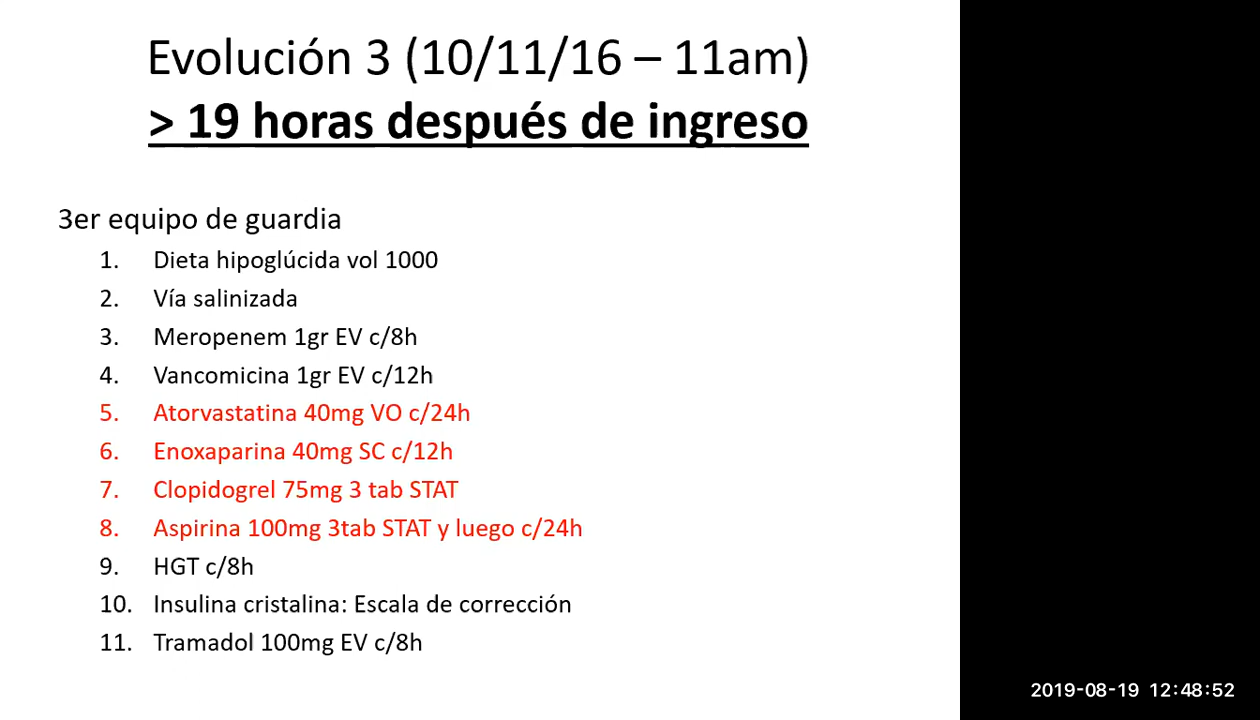 Evolución 3 (10/11/16 – 11am)
> 19 horas después de ingreso
3er equipo de guardia
1. Dieta hipoglúcida vol 1000
2. Vía salinizada
3. Meropenem 1gr EV c/8h
4. Vancomicina 1gr EV c/12h
5. Atorvastatina 40mg VO c/24h
6. Enoxaparina 40mg SC c/12h
7. Clopidogrel 75mg 3 tab STAT
8. Aspirina 100mg 3tab STAT y luego c/24h
9. HGT c/8h
10. Insulina cristalina: Escala de corrección
11. Tramadol 100mg EV c/8h
2019-08-19 12:48:52